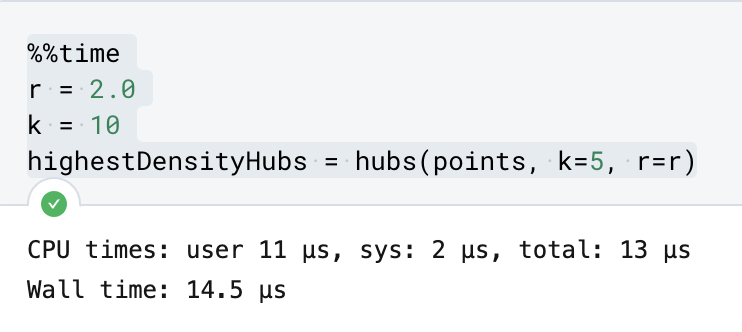 %%time
r = 2.0
k = 10
highestDensityHubs = hubs(points, k=5, r=r)
CPU times: user 11 µs, sys: 2 µs, total: 13 µs
Wall time: 14.5 µs